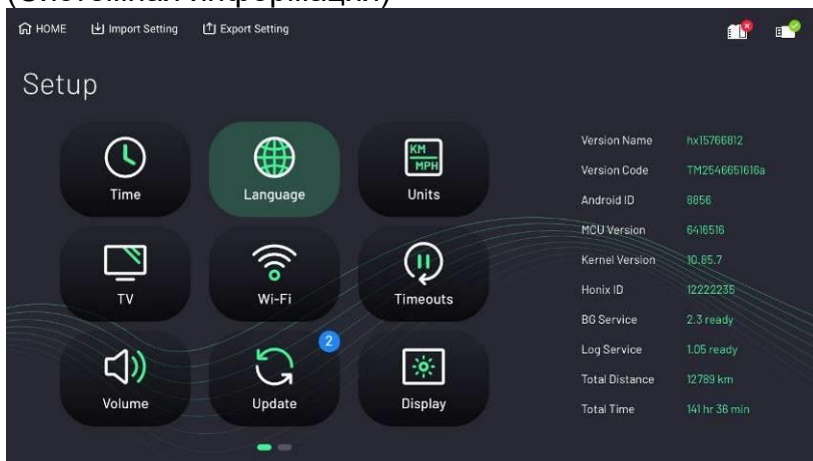 (Системная информация)
HOME Import Setting Export Setting
Setup
Time Language Units
KM
MPH
TV Wi-Fi Timeouts
2
Volume Update Display
Version Name hx15766812
Version Code TM2546651616a
Android ID 8856
MCU Version 6416516
Kernel Version 10.85.7
Honix ID 12222235
BG Service 2.3 ready
Log Service 1.05 ready
Total Distance 12789 km
Total Time 141 hr 36 min